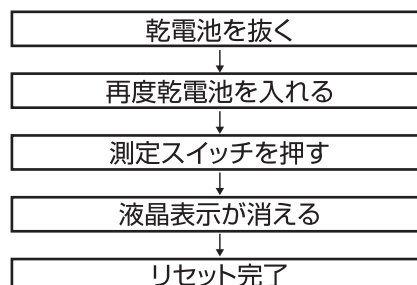 乾電池を抜く
再度乾電池を入れる
測定スイッチを押す
液晶表示が消える
リセット完了